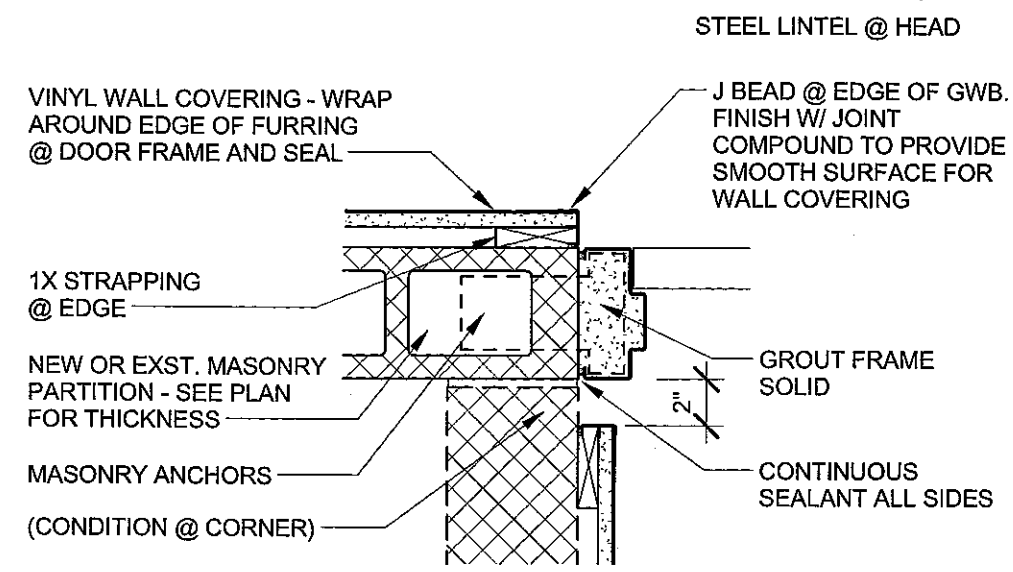 STEEL LINTEL @ HEAD
VINYL WALL COVERING - WRAP
AROUND EDGE OF FURRING
@ DOOR FRAME AND SEAL
J BEAD @ EDGE OF GWB.
FINISH W/ JOINT
COMPOUND TO PROVIDE
SMOOTH SURFACE FOR
WALL COVERING
1X STRAPPING
@ EDGE
NEW OR EXST. MASONRY
PARTITION - SEE PLAN
FOR THICKNESS
MASONRY ANCHORS
(CONDITION @ CORNER)
GROUT FRAME
SOLID
2"
CONTINUOUS
SEALANT ALL SIDES